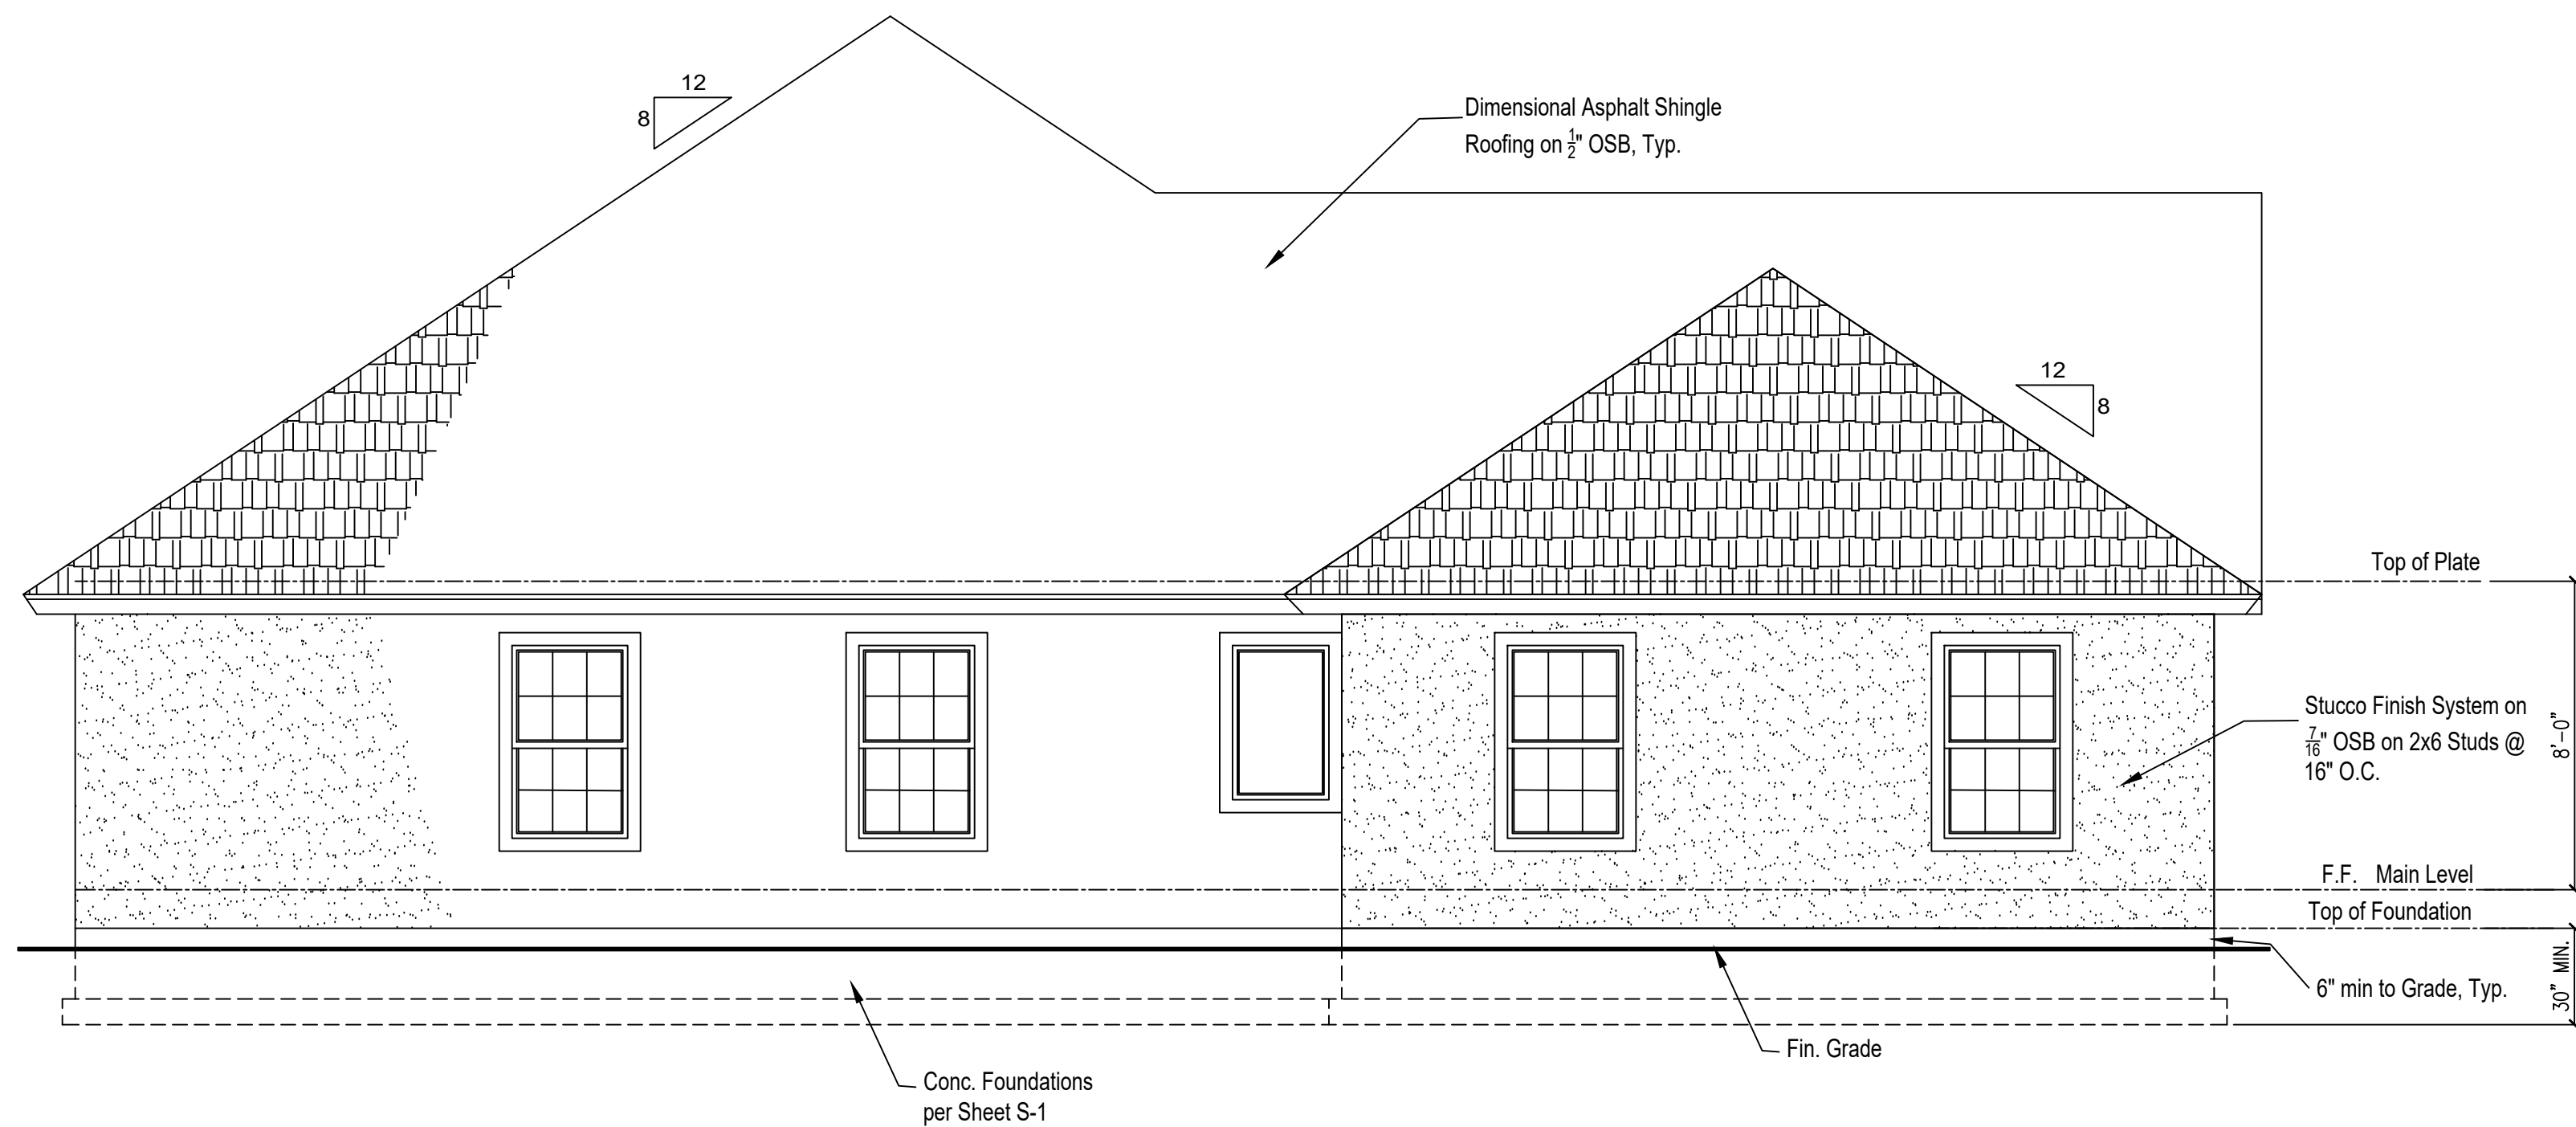 12
8
Dimensional Asphalt Shingle
Roofing on 1/2" OSB, Typ.
12
8
Top of Plate
Stucco Finish System on
7/16" OSB on 2x6 Studs @
16" O.C.
8'-0"
F.F. Main Level
Top of Foundation
30" MIN.
6" min to Grade, Typ.
Fin. Grade
Conc. Foundations
per Sheet S-1